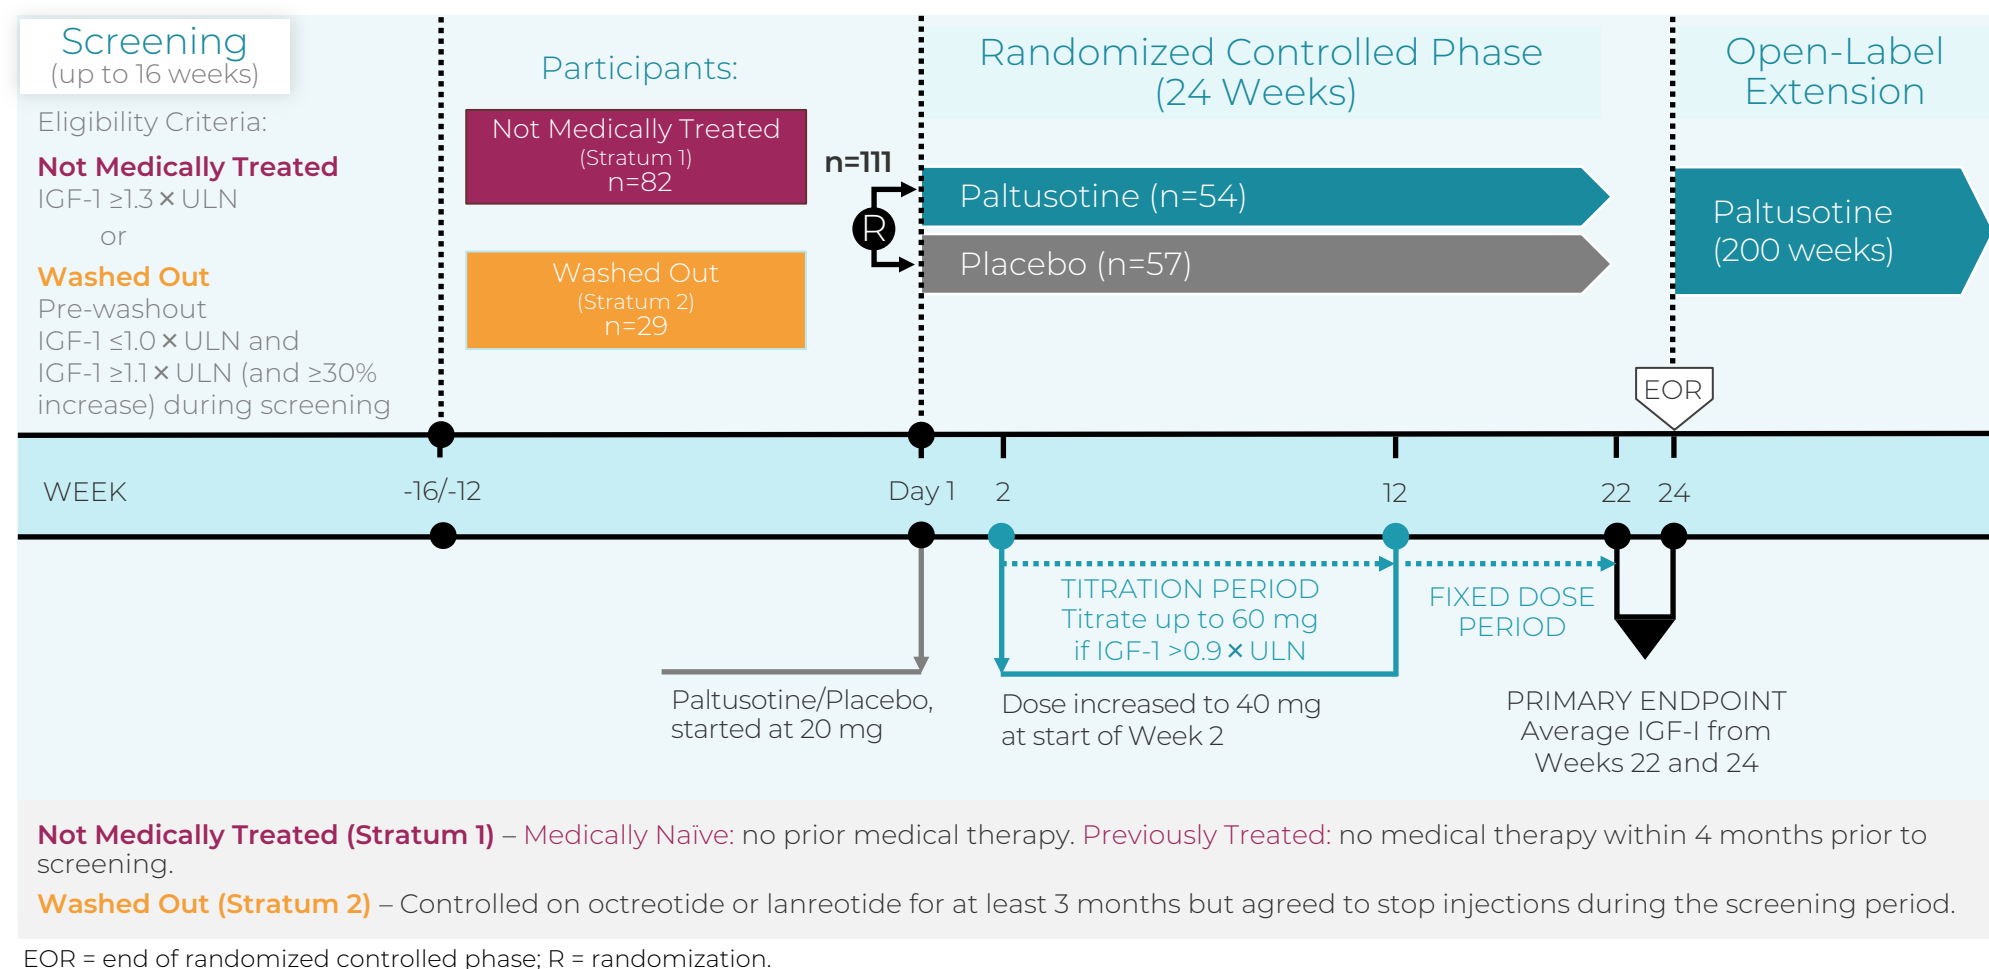 Screening
(up to 16 weeks)
Eligibility Criteria:
Not Medically Treated
IGF-1 ≥1.3 × ULN
or
Washed Out
Pre-washout
IGF-1 ≤1.0 × ULN and
IGF-1 ≥1.1 × ULN (and ≥30%
increase) during screening
Participants:
Not Medically Treated
(Stratum 1)
n=82
Washed Out
(Stratum 2)
n=29
n=111
R
Randomized Controlled Phase
(24 Weeks)
Paltusotine (n=54)
Placebo (n=57)
Open-Label
Extension
Paltusotine
(200 weeks)
EOR
WEEK -16/-12 Day 1 2 12 22 24
Paltusotine/Placebo,
started at 20 mg
TITRATION PERIOD
Titrate up to 60 mg
if IGF-1 >0.9 × ULN
Dose increased to 40 mg
at start of Week 2
FIXED DOSE
PERIOD
PRIMARY ENDPOINT
Average IGF-I from
Weeks 22 and 24
Not Medically Treated (Stratum 1) – Medically Naïve: no prior medical therapy. Previously Treated: no medical therapy within 4 months prior to
screening.
Washed Out (Stratum 2) – Controlled on octreotide or lanreotide for at least 3 months but agreed to stop injections during the screening period.
EOR = end of randomized controlled phase; R = randomization.